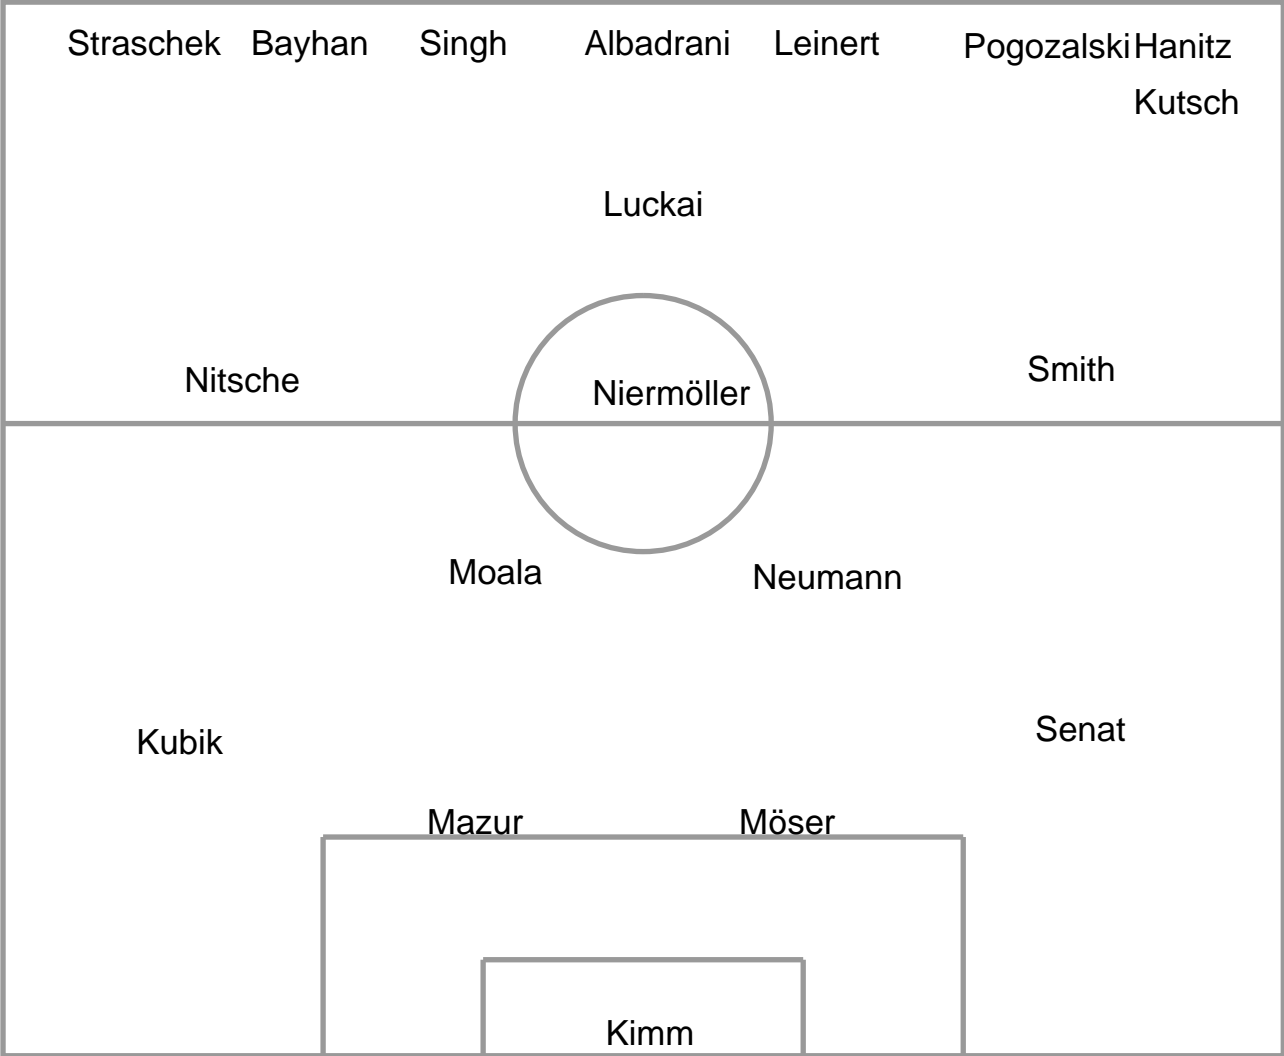 Straschek Bayhan Singh Albadrani Leinert Pogozalski Hanitz
Kutsch
Luckai
Nitsche Niermöller Smith
Moala Neumann
Kubik Senat
Mazur Möser
Kimm